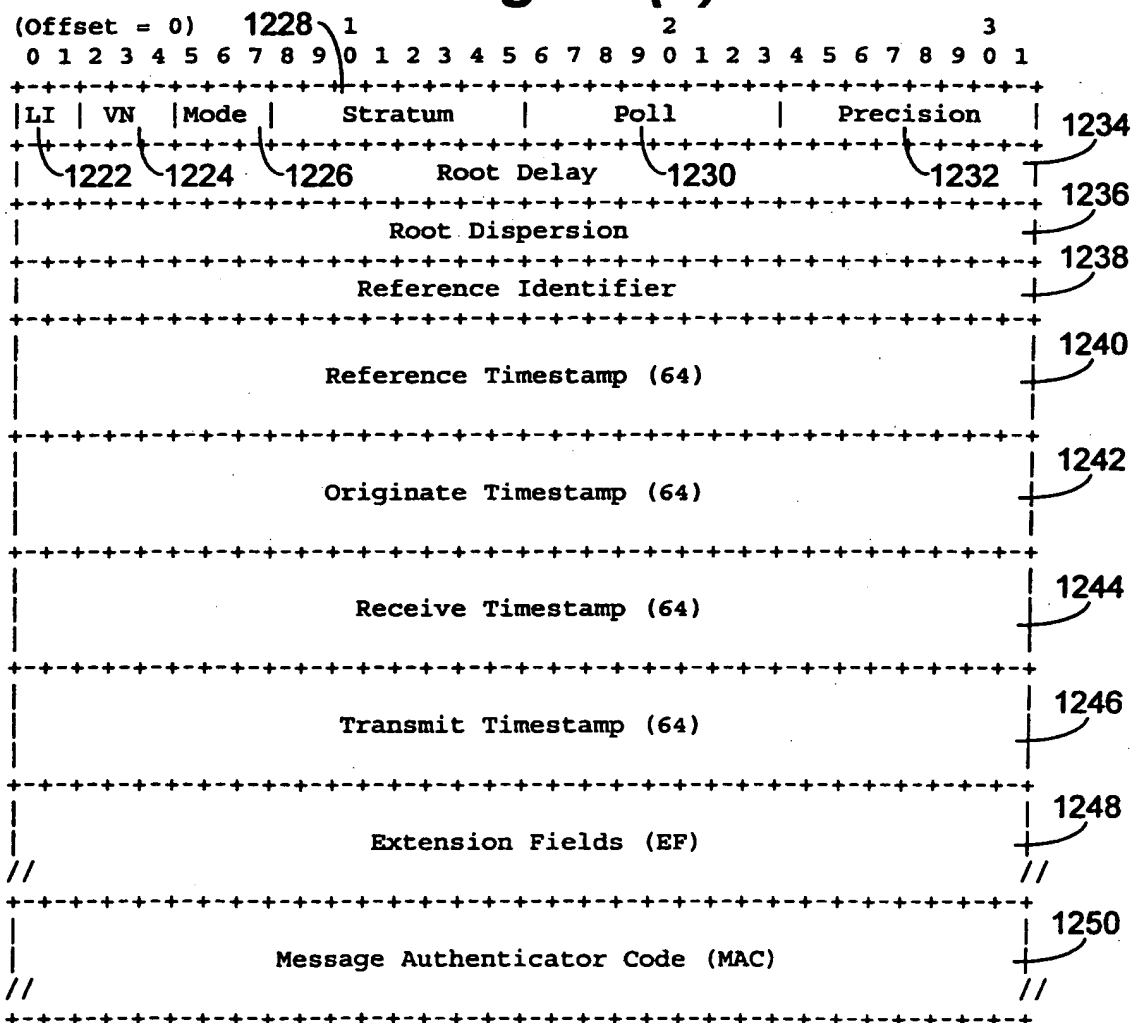 (Offset = 0) 1228 1 2 3
0 1 2 3 4 5 6 7 8 9 0 1 2 3 4 5 6 7 8 9 0 1 2 3 4 5 6 7 8 9 0 1
+-+-+-+-+-+-+-+-+-+-+-+-+-+-+-+-+-+-+-+-+-+-+-+-+-+-+-+-+-+-+-+-+
|LI | VN |Mode | Stratum | Poll | Precision | 1234
+-+-+-+-+-+-+-+-+-+-+-+-+-+-+-+-+-+-+-+-+-+-+-+-+-+-+-+-+-+-+-+-+
| 1222 1224 1226 Root Delay 1230 1232 | 1236
+-+-+-+-+-+-+-+-+-+-+-+-+-+-+-+-+-+-+-+-+-+-+-+-+-+-+-+-+-+-+-+-+
| Root Dispersion |
+-+-+-+-+-+-+-+-+-+-+-+-+-+-+-+-+-+-+-+-+-+-+-+-+-+-+-+-+-+-+-+-+ 1238
| Reference Identifier |
+-+-+-+-+-+-+-+-+-+-+-+-+-+-+-+-+-+-+-+-+-+-+-+-+-+-+-+-+-+-+-+-+
| | 1240
| Reference Timestamp (64) |
| |
+-+-+-+-+-+-+-+-+-+-+-+-+-+-+-+-+-+-+-+-+-+-+-+-+-+-+-+-+-+-+-+-+
| | 1242
| Originate Timestamp (64) |
| |
+-+-+-+-+-+-+-+-+-+-+-+-+-+-+-+-+-+-+-+-+-+-+-+-+-+-+-+-+-+-+-+-+
| | 1244
| Receive Timestamp (64) |
| |
+-+-+-+-+-+-+-+-+-+-+-+-+-+-+-+-+-+-+-+-+-+-+-+-+-+-+-+-+-+-+-+-+
| | 1246
| Transmit Timestamp (64) |
| |
+-+-+-+-+-+-+-+-+-+-+-+-+-+-+-+-+-+-+-+-+-+-+-+-+-+-+-+-+-+-+-+-+
| | 1248
| Extension Fields (EF) |
// //
+-+-+-+-+-+-+-+-+-+-+-+-+-+-+-+-+-+-+-+-+-+-+-+-+-+-+-+-+-+-+-+-+
| | 1250
| Message Authenticator Code (MAC) |
// //
+-+-+-+-+-+-+-+-+-+-+-+-+-+-+-+-+-+-+-+-+-+-+-+-+-+-+-+-+-+-+-+-+